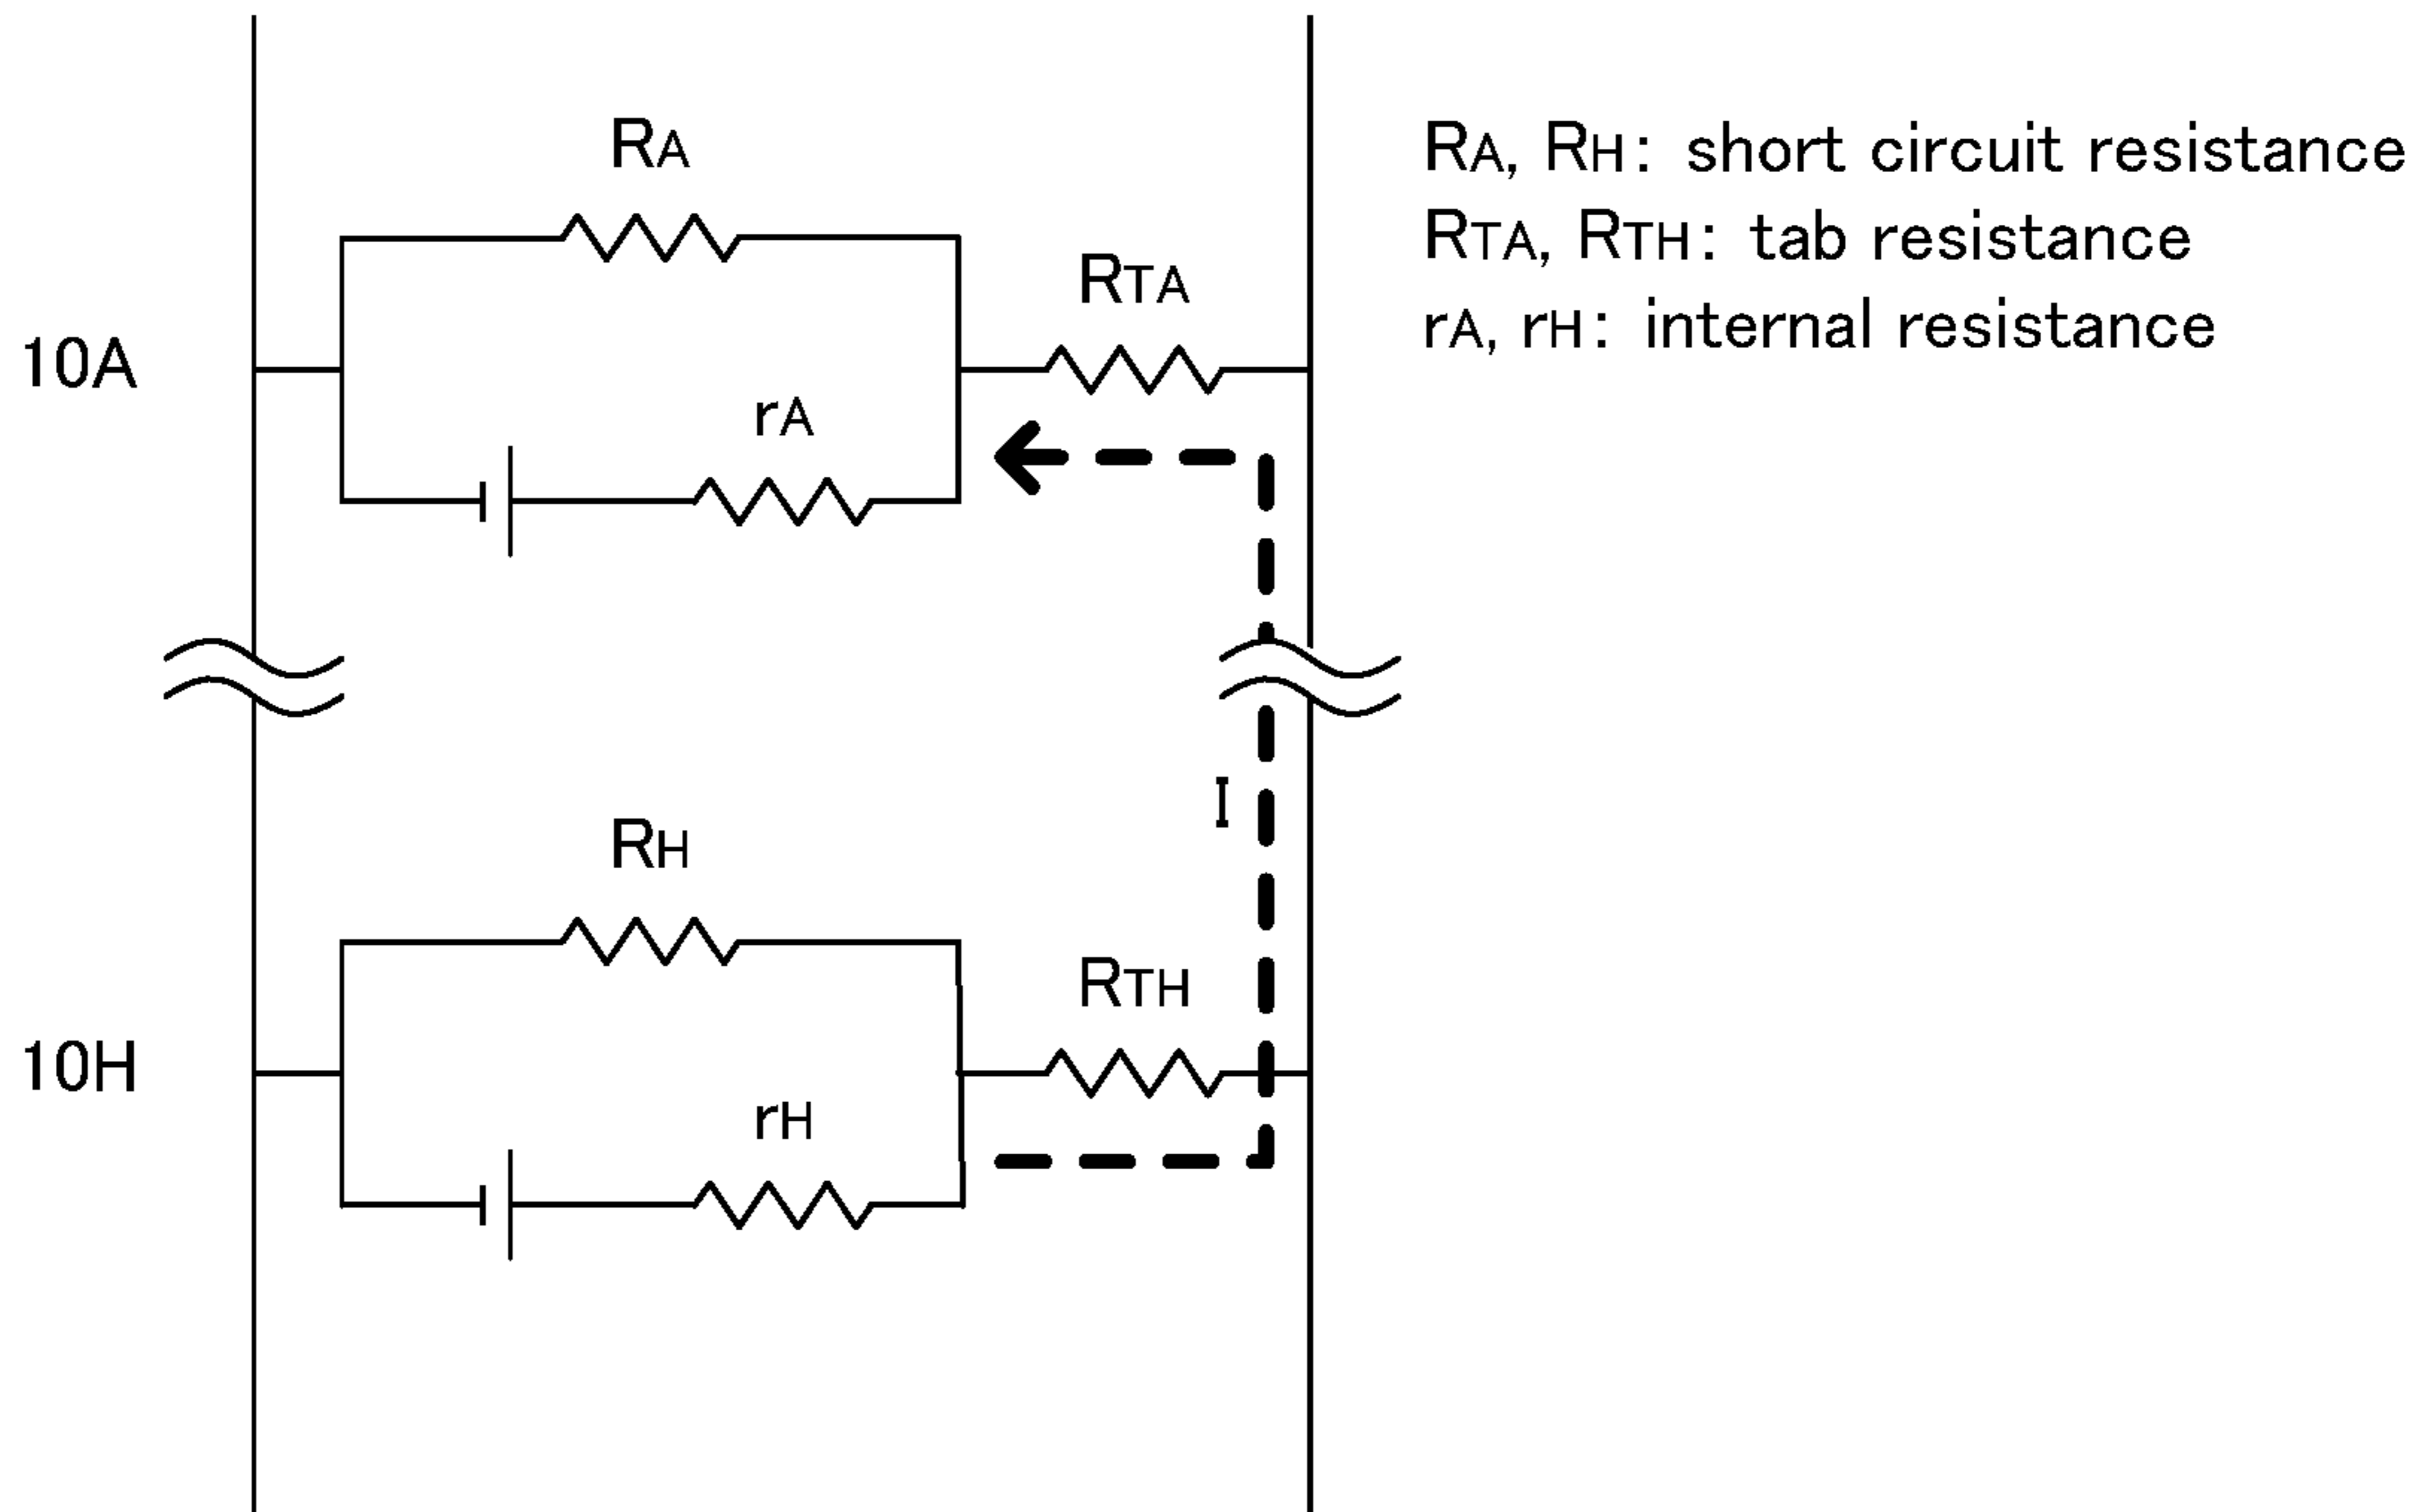 RA
RA, RH: short circuit resistance
RTA, RTH: tab resistance
RTA
rA, rH: internal resistance
10A
rA
I
RH
RTH
10H
rH